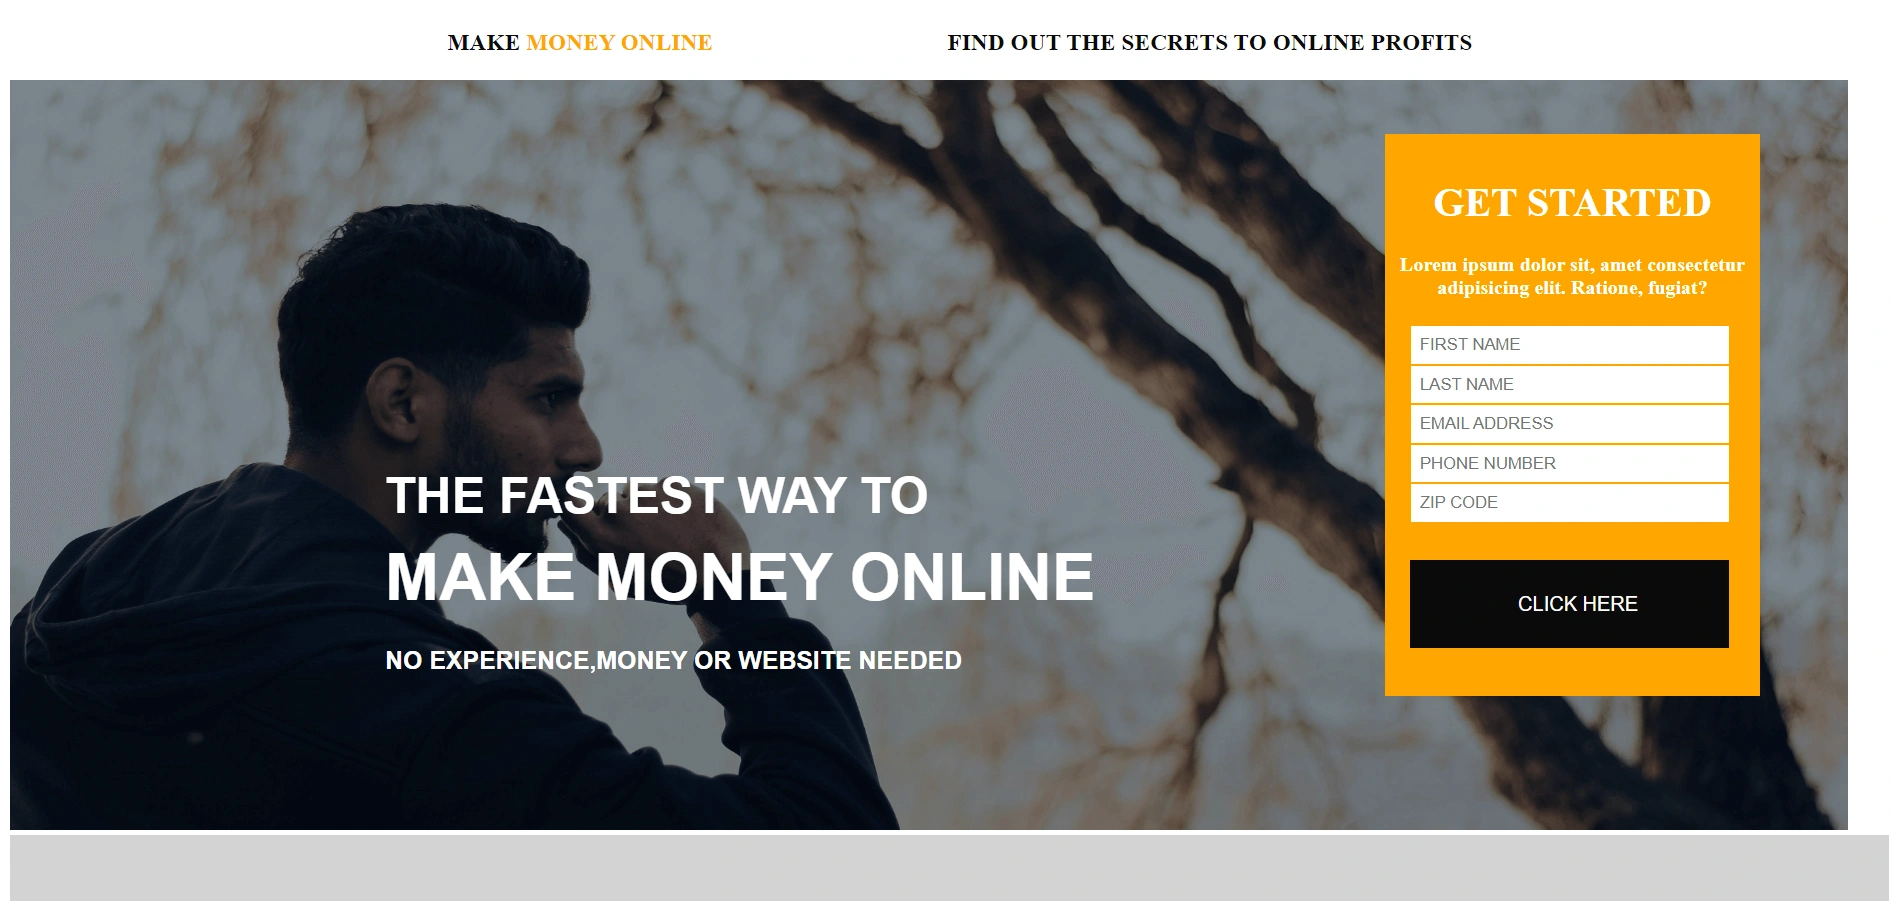 MAKE MONEY ONLINE
FIND OUT THE SECRETS TO ONLINE PROFITS
THE FASTEST WAY TO
MAKE MONEY ONLINE
NO EXPERIENCE,MONEY OR WEBSITE NEEDED
GET STARTED
Lorem ipsum dolor sit, amet consectetur
adipisicing elit. Ratione, fugiat?
FIRST NAME
LAST NAME
EMAIL ADDRESS
PHONE NUMBER
ZIP CODE
CLICK HERE